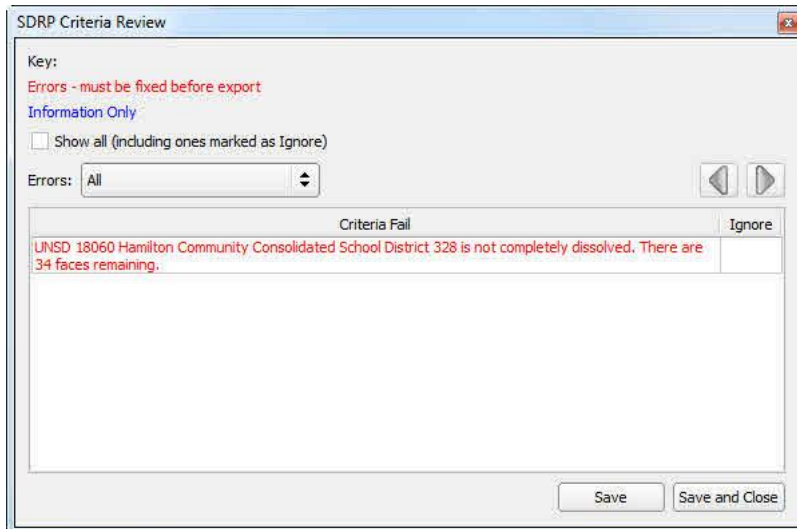 SDRP Criteria Review
Key:
Errors - must be fixed before export
Information Only
Show all (including ones marked as Ignore)
Errors: All
Criteria Fail Ignore
UNSD 18060 Hamilton Community Consolidated School District 328 is not completely dissolved. There are
34 faces remaining.
Save Save and Close